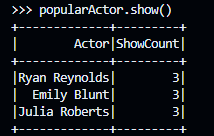 >>> popularActor.show()
+-------------+---------+
|        Actor|ShowCount|
+-------------+---------+
|Ryan Reynolds|        3|
|  Emily Blunt|        3|
|Julia Roberts|        3|
+-------------+---------+